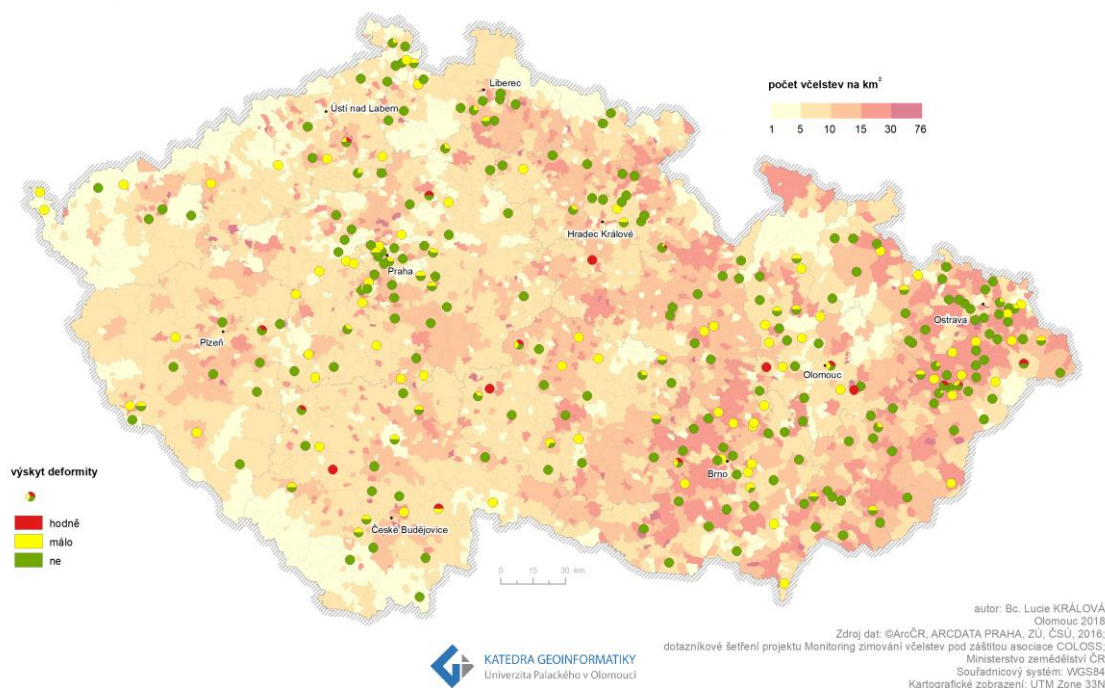 Liberec
Ústí nad Labem
počet včelstev na km²
1 5 10 15 30 76
Hradec Králové
Praha
Ostrava
Plzeň
Olomouc
výskyt deformity
Brno
hodně
málo
České Budějovice
ne
0 15 30 km
autor: Bc. Lucie KRÁLOVÁ
Olomouc 2018
Zdroj dat: ©ArcČR, ARCDATA PRAHA, ZÚ, ČSÚ, 2016;
dotazníkové šetření projektu Monitoring zimování včelstev pod záštitou asociace COLOSS;
Ministerstvo zemědělství ČR
Souřadnicový systém: WGS84
Kartografické zobrazení: UTM Zone 33N
KATEDRA GEOINFORMATIKY
Univerzita Palackého v Olomouci